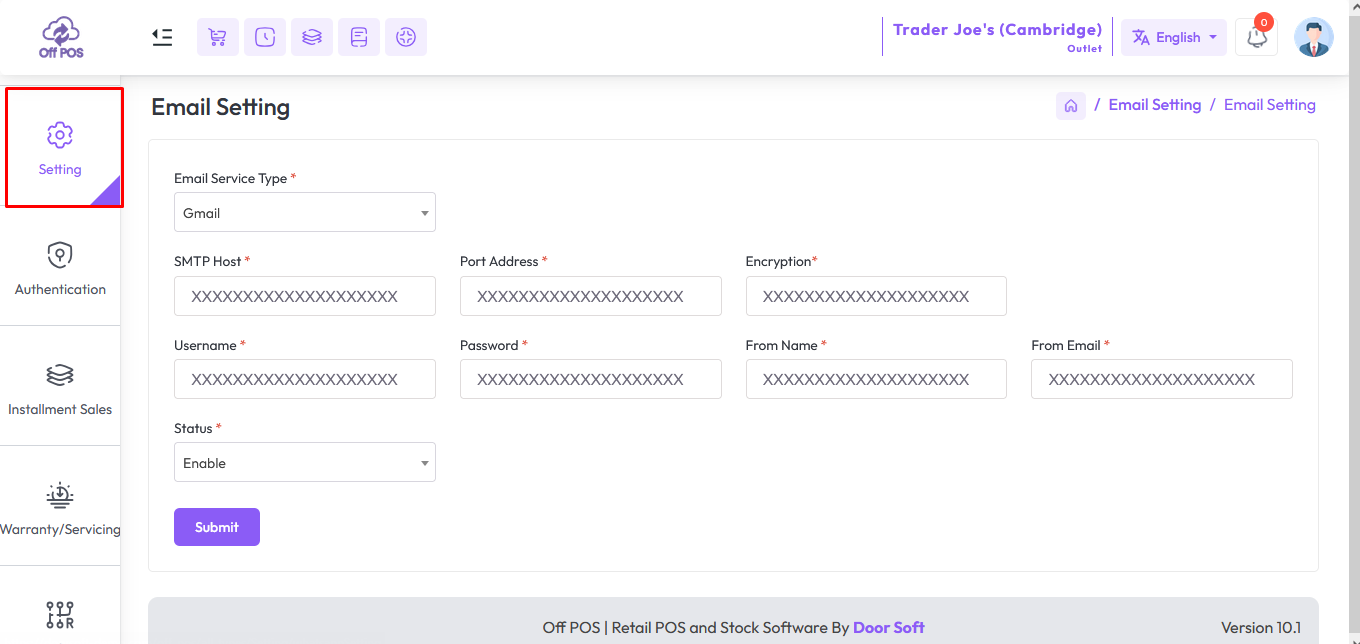 Off POS
Trader Joe's (Cambridge)
Outlet
English
0
Setting
Authentication
Installment Sales
Warranty/Servicing
R
Email Setting
/ Email Setting / Email Setting
Email Service Type *
Gmail
SMTP Host * Port Address * Encryption*
XXXXXXXXXXXXXXXXXXXX XXXXXXXXXXXXXXXXXXXX XXXXXXXXXXXXXXXXXXXX
Username * Password * From Name * From Email *
XXXXXXXXXXXXXXXXXXXX XXXXXXXXXXXXXXXXXXXX XXXXXXXXXXXXXXXXXXXX XXXXXXXXXXXXXXXXXXXX
Status *
Enable
Submit
Off POS | Retail POS and Stock Software By Door Soft Version 10.1